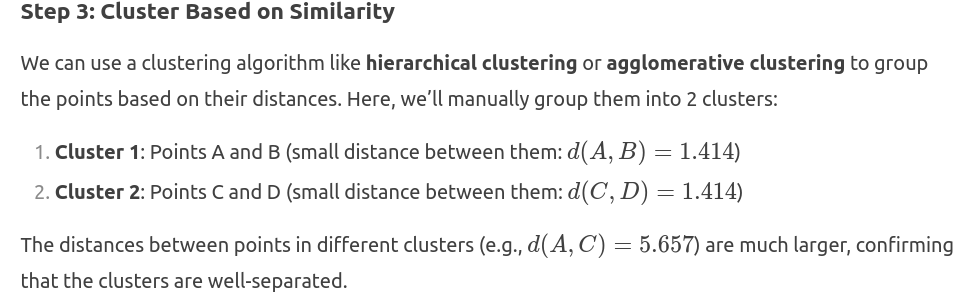 Step 3: Cluster Based on Similarity
We can use a clustering algorithm like hierarchical clustering or agglomerative clustering to group
the points based on their distances. Here, we’ll manually group them into 2 clusters:
1. Cluster 1: Points A and B (small distance between them: d(A, B) = 1.414)
2. Cluster 2: Points C and D (small distance between them: d(C, D) = 1.414)
The distances between points in different clusters (e.g., d(A, C) = 5.657) are much larger, confirming
that the clusters are well-separated.